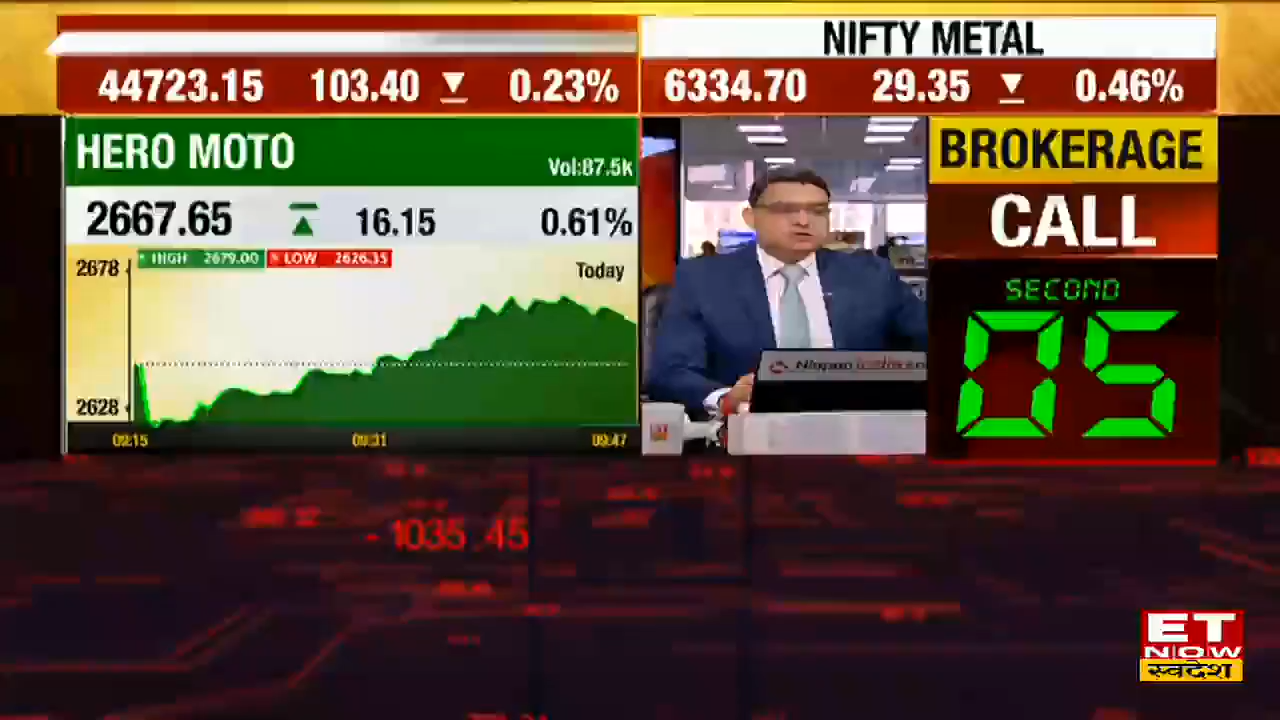 NIFTY METAL
44723.15 103.40 0.23%
6334.70 29.35 0.46%
HERO MOTO
Vol:87.5k
2667.65 16.15 0.61%
HIGH 2679.00 LOW 2626.35
Today
2678
2628
09:15 09:31 09:47
BROKERAGE
CALL
SECOND
05
- 1035 .45
ET
NOW
स्वदेश